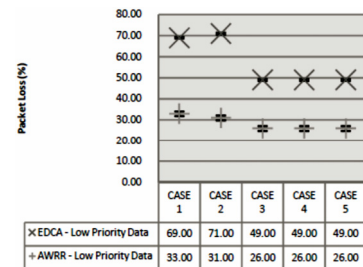 80.00
70.00
60.00
50.00
40.00
30.00
20.00
10.00
0.00
Packet Loss (%)
CASE 1 CASE 2 CASE 3 CASE 4 CASE 5
EDCA - Low Priority Data 69.00 71.00 49.00 49.00 49.00
AWRR - Low Priority Data 33.00 31.00 26.00 26.00 26.00